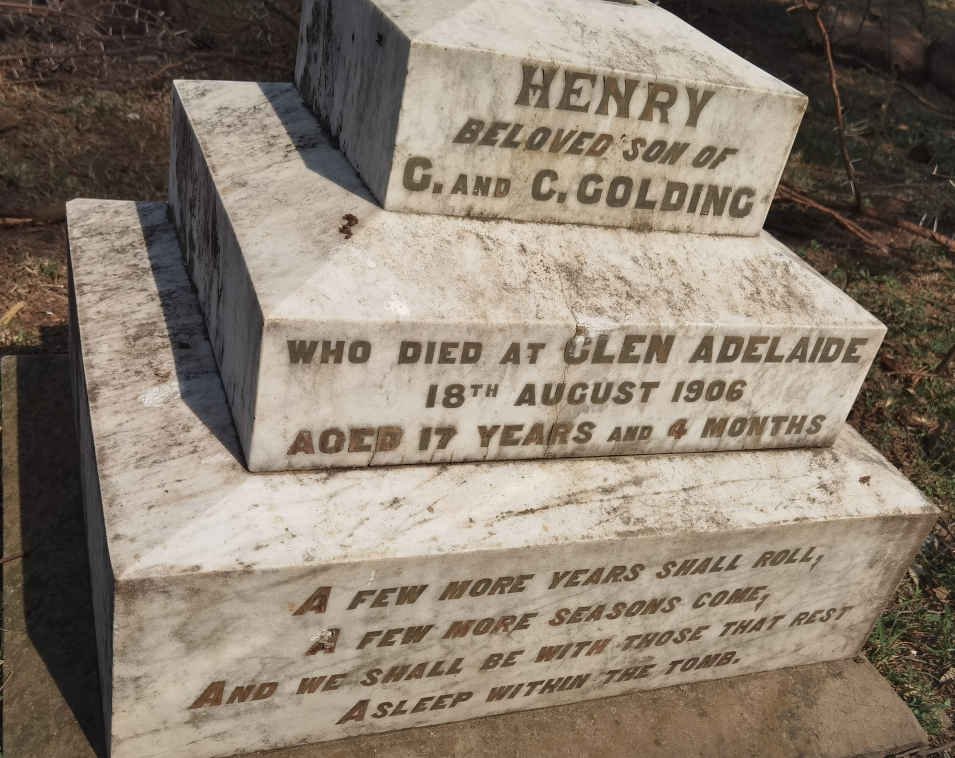 HENRY
BELOVED SON OF
G. AND C. GOLDING
WHO DIED AT GLEN ADELAIDE
18TH AUGUST 1906
AGED 17 YEARS AND 4 MONTHS
A FEW MORE YEARS SHALL ROLL,
A FEW MORE SEASONS COME,
AND WE SHALL BE WITH THOSE THAT REST
ASLEEP WITHIN THE TOMB.